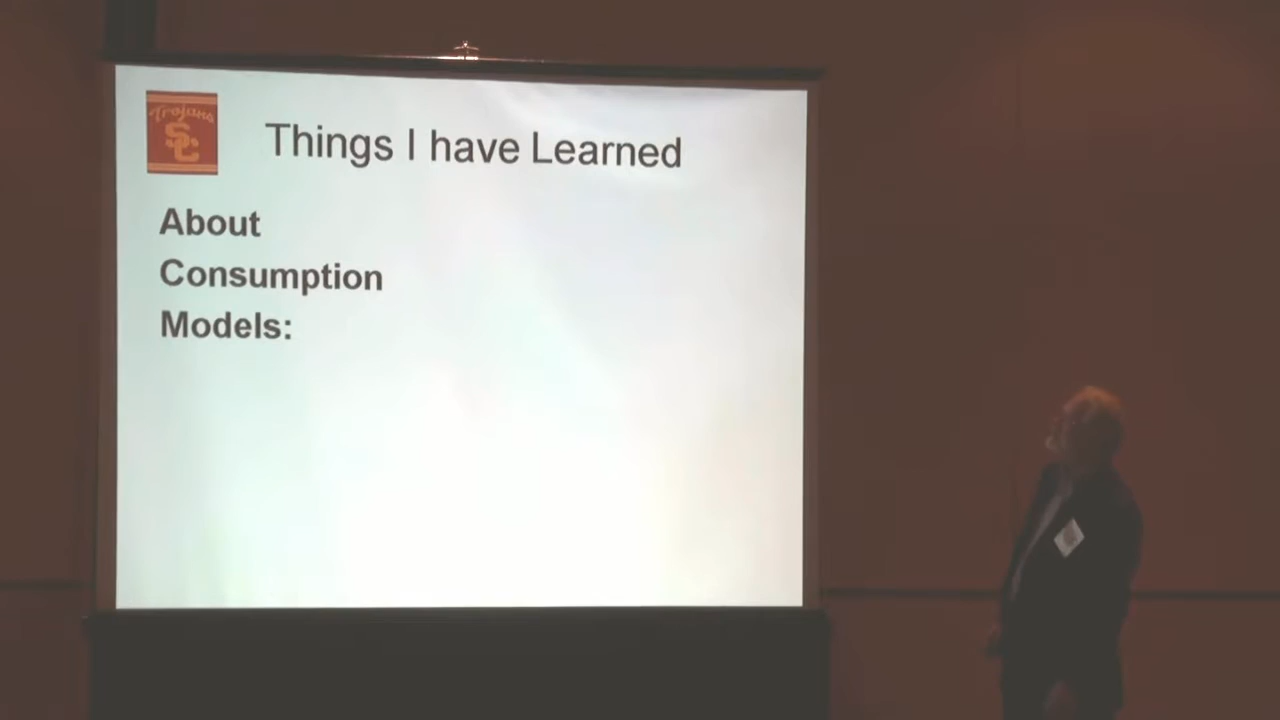 Trojans
SC
Things I have Learned
About
Consumption
Models: